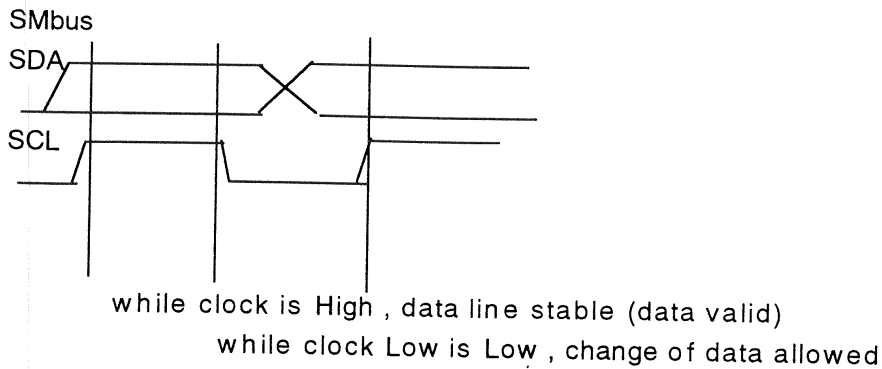 SMbus
SDA
SCL
while clock is High , data line stable (data valid)
while clock Low is Low , change of data allowed